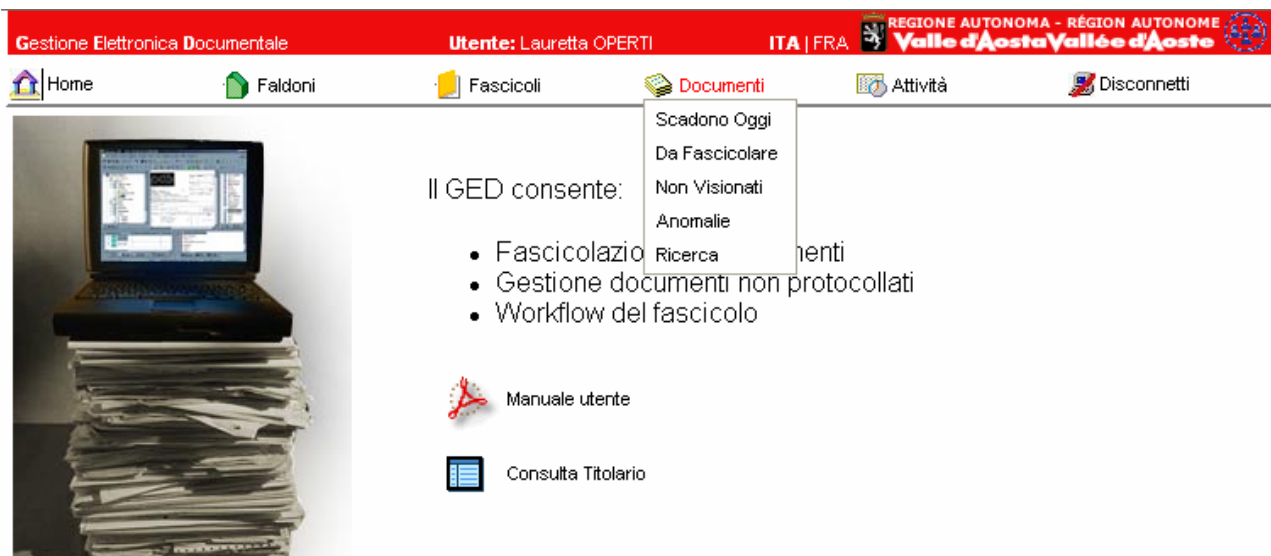 Gestione Elettronica Documentale Utente: Lauretta OPERTI ITA | FRA REGIONE AUTONOMA - RÉGION AUTONOME
Valle d'Aosta Vallée d'Aoste
Home Faldoni Fascicoli Documenti Attività Disconnetti
Scadono Oggi
Da Fascicolare
Non Visionati
Anomalie
Ricerca
Il GED consente:
• Fascicolazio enti
• Gestione documenti non protocollati
• Workflow del fascicolo
Manuale utente
Consulta Titolario